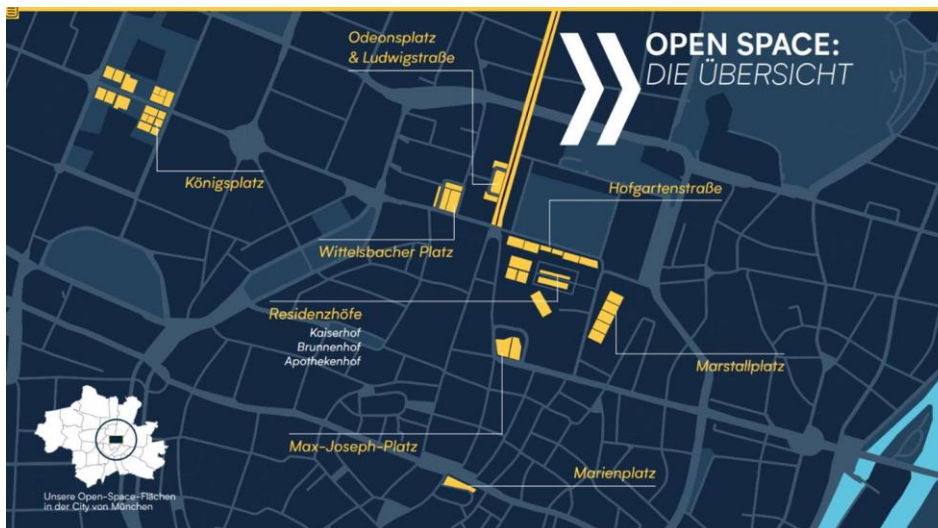 OPEN SPACE:
DIE ÜBERSICHT
Odeonsplatz
& Ludwigstraße
Königsplatz
Hofgartenstraße
Wittelsbacher Platz
Residenzhöfe
Kaiserhof
Brunnenhof
Apothekenhof
Marstallplatz
Max-Joseph-Platz
Marienplatz
Unsere Open-Space-Flächen
in der City von München